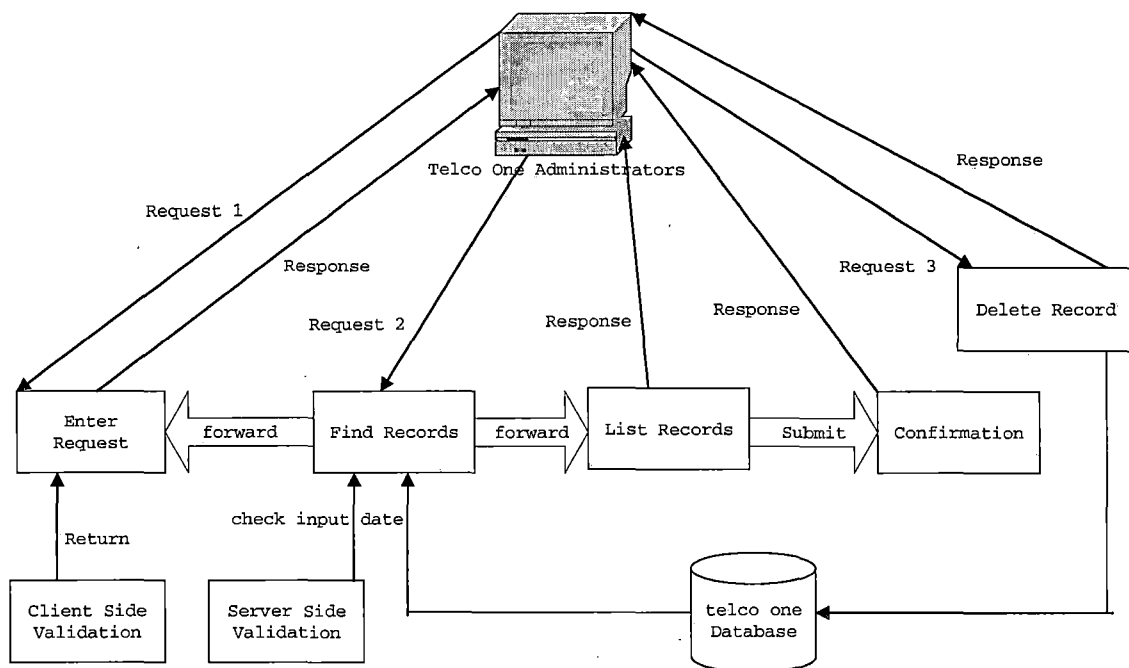 Telco One Administrators
Response
Request 1
Response
Request 3
Delete Record
Request 2
Response
Response
Enter
Request
forward
Find Records
forward
List Records
Submit
Confirmation
check input date
Return
Client Side
Validation
Server Side
Validation
telco one
Database